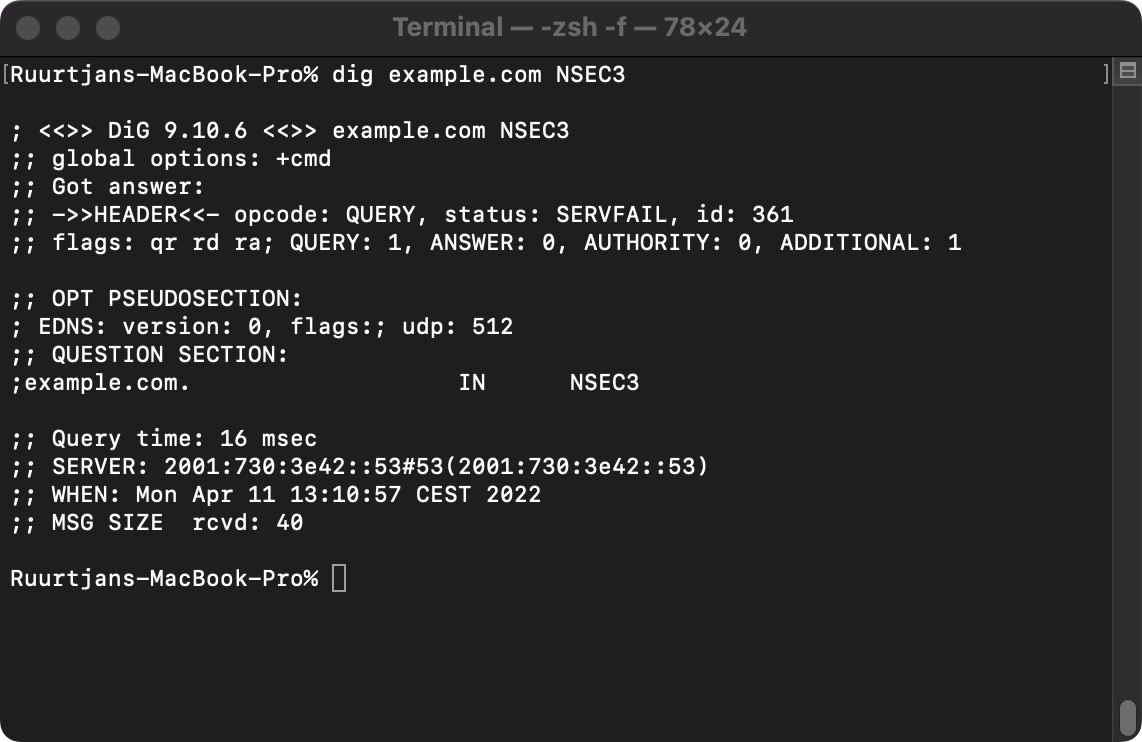 Terminal — -zsh -f — 78×24
[Ruurtjans-MacBook-Pro% dig example.com NSEC3 ]
; <<>> DiG 9.10.6 <<>> example.com NSEC3
;; global options: +cmd
;; Got answer:
;; ->>HEADER<<- opcode: QUERY, status: SERVFAIL, id: 361
;; flags: qr rd ra; QUERY: 1, ANSWER: 0, AUTHORITY: 0, ADDITIONAL: 1
;; OPT PSEUDOSECTION:
; EDNS: version: 0, flags:; udp: 512
;; QUESTION SECTION:
;example.com. IN NSEC3
;; Query time: 16 msec
;; SERVER: 2001:730:3e42::53#53(2001:730:3e42::53)
;; WHEN: Mon Apr 11 13:10:57 CEST 2022
;; MSG SIZE rcvd: 40
Ruurtjans-MacBook-Pro%